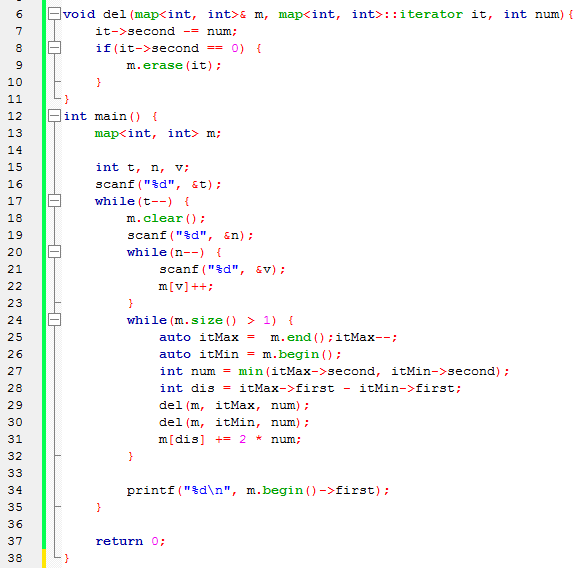 6 void del(map<int, int>& m, map<int, int>::iterator it, int num){
7     it->second -= num;
8     if(it->second == 0) {
9         m.erase(it);
10     }
11 }
12 int main() {
13     map<int, int> m;
14
15     int t, n, v;
16     scanf("%d", &t);
17     while(t--) {
18         m.clear();
19         scanf("%d", &n);
20         while(n--) {
21             scanf("%d", &v);
22             m[v]++;
23         }
24         while(m.size() > 1) {
25             auto itMax =  m.end();itMax--;
26             auto itMin = m.begin();
27             int num = min(itMax->second, itMin->second);
28             int dis = itMax->first - itMin->first;
29             del(m, itMax, num);
30             del(m, itMin, num);
31             m[dis] += 2 * num;
32         }
33
34         printf("%d\n", m.begin()->first);
35     }
36
37     return 0;
38 }